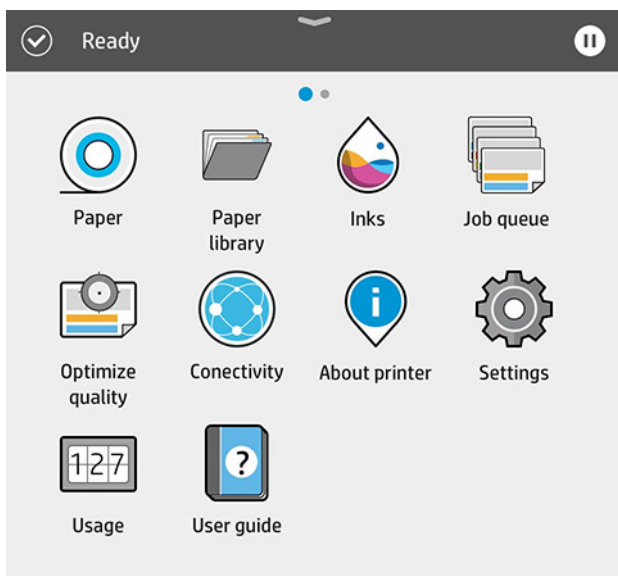 Ready
Paper
Paper
library
Inks
Job queue
Optimize
quality
Conectivity
i
About printer
Settings
127
Usage
?
User guide